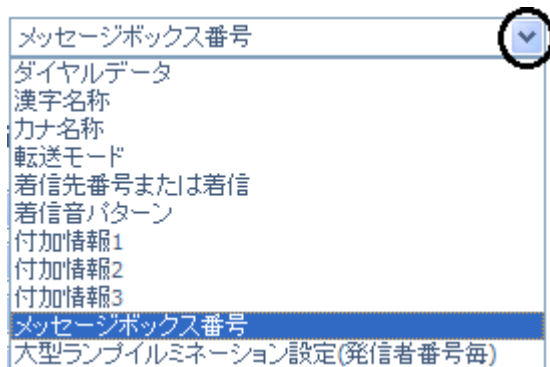 メッセージボックス番号
ダイヤルデータ
漢字名称
カナ名称
転送モード
着信先番号または着信
着信音パターン
付加情報1
付加情報2
付加情報3
メッセージボックス番号
大型ランプイルミネーション設定(発信者番号毎)